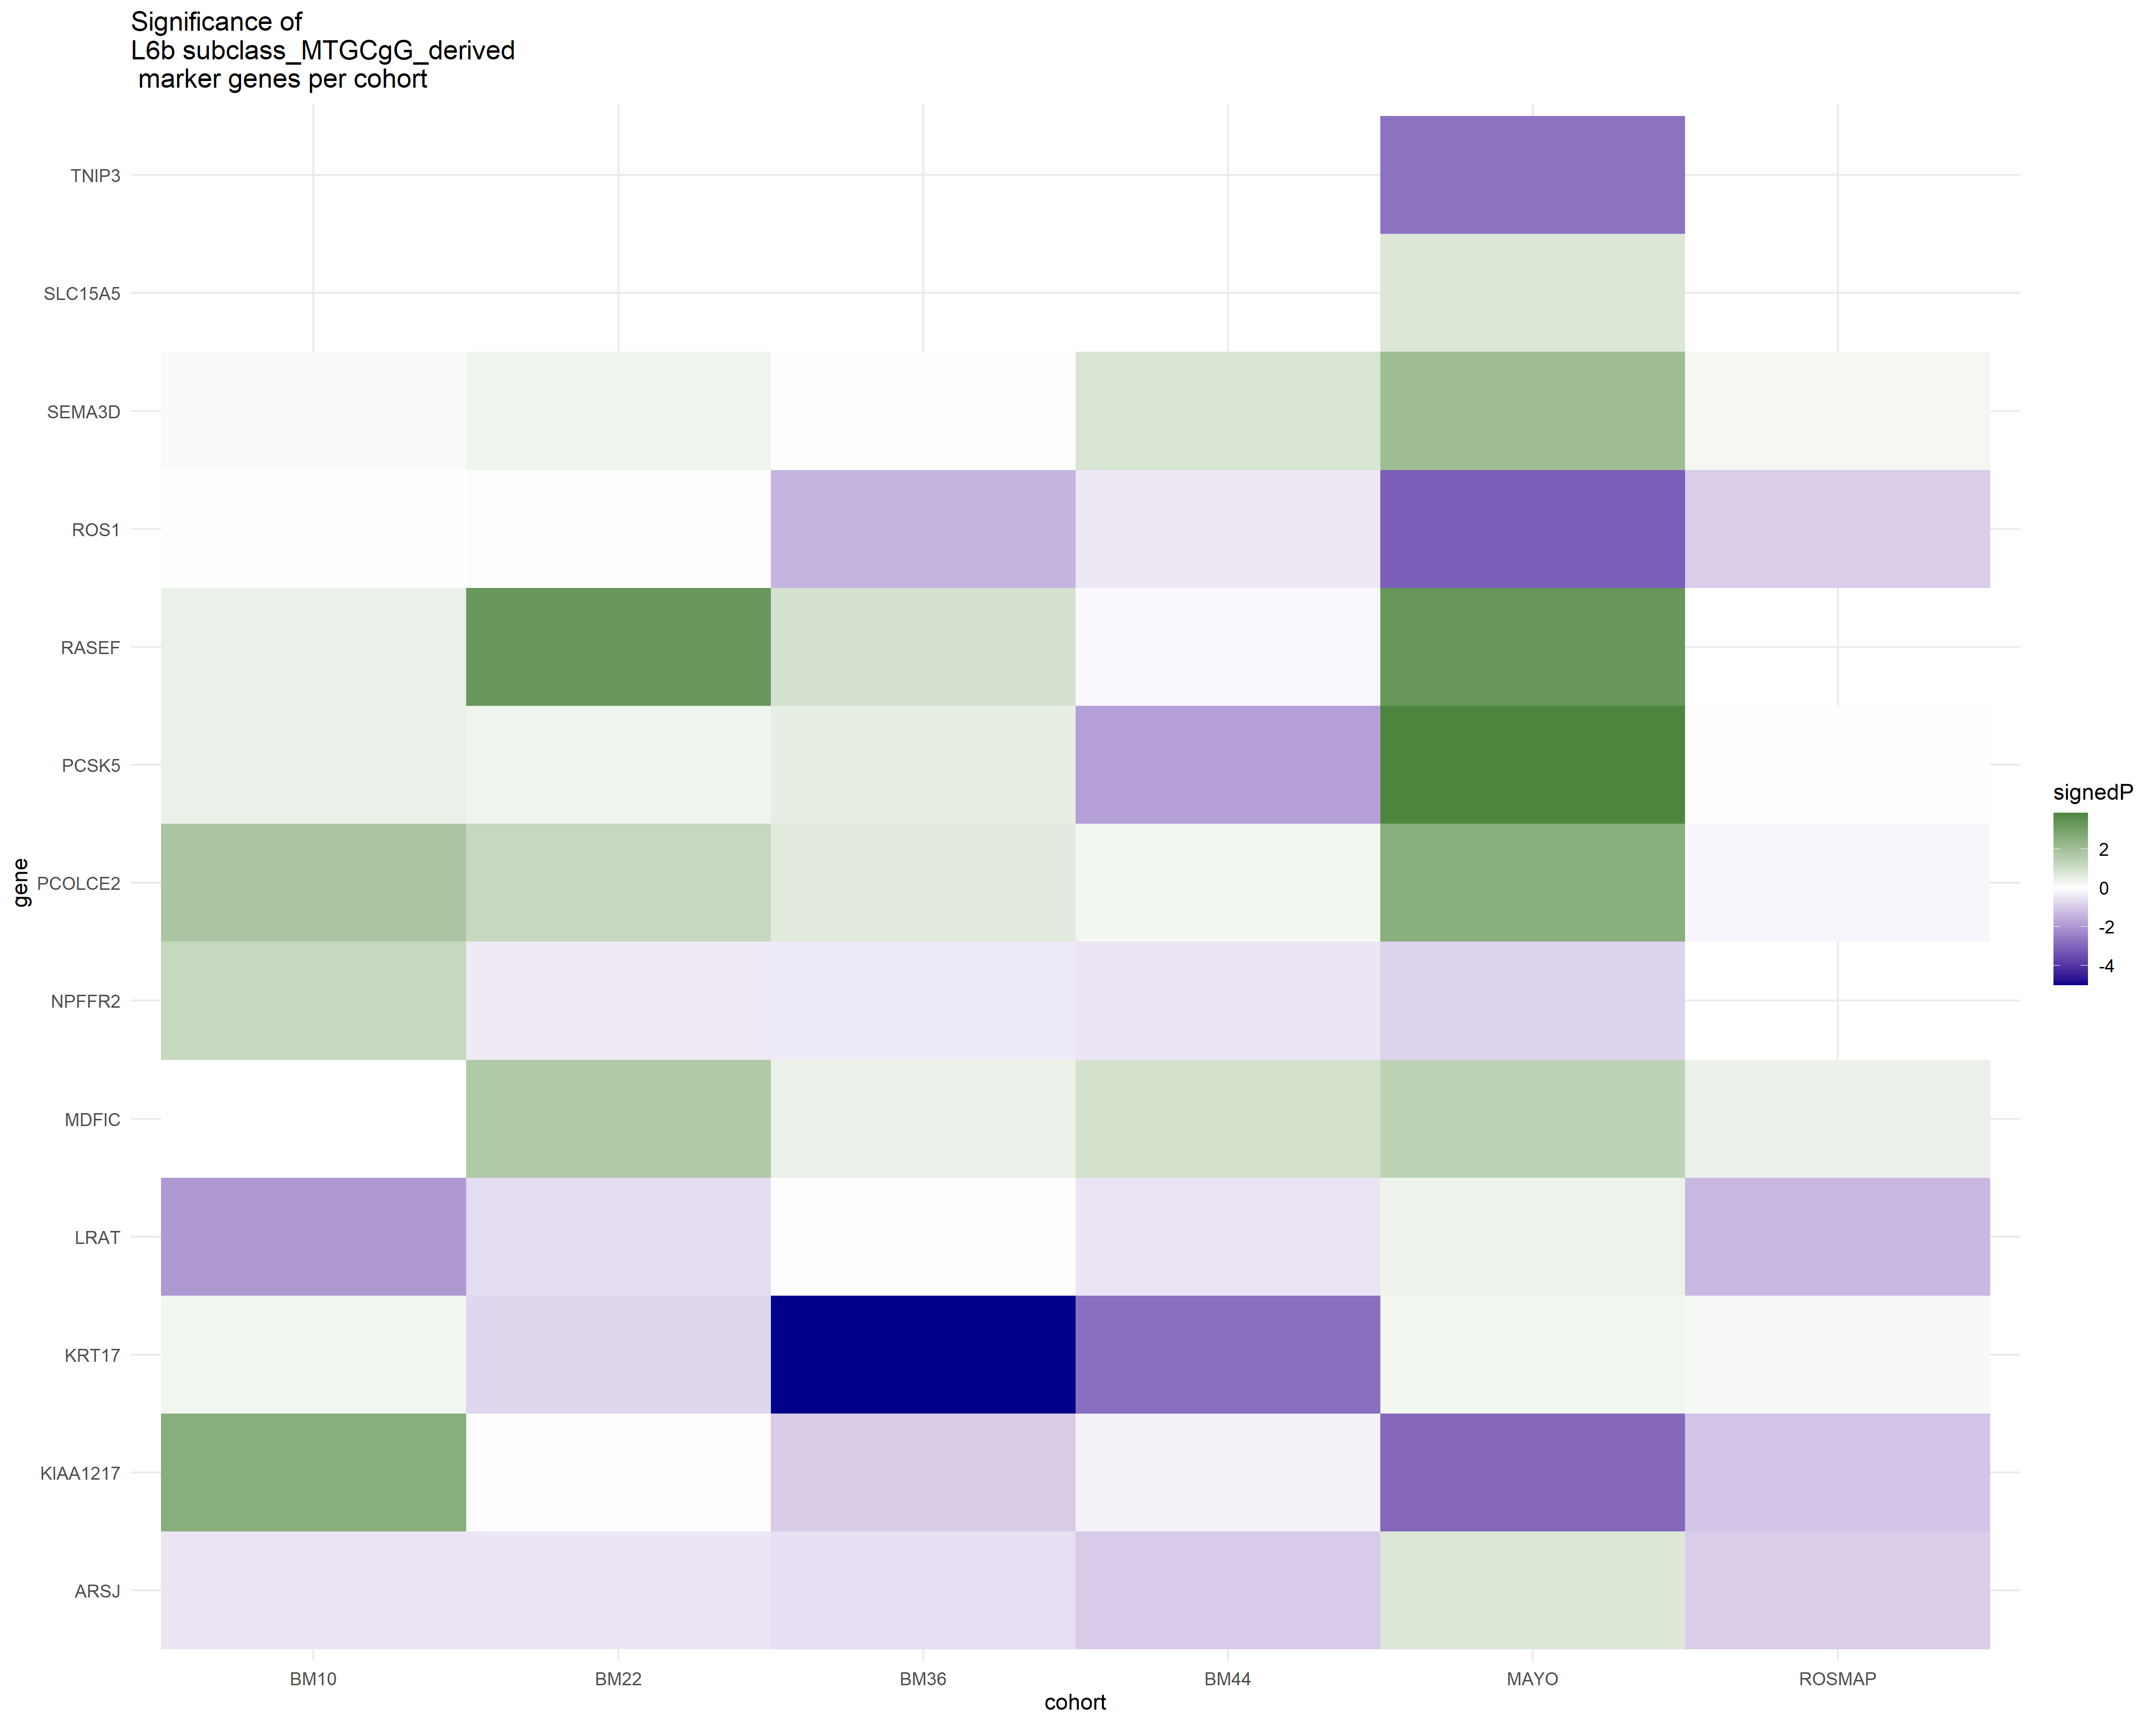 Significance of
L6b subclass_MTGCgG_derived
marker genes per cohort
TNIP3
SLC15A5
SEMA3D
ROS1
RASEF
PCSK5
PCOLCE2
NPFFR2
MDFIC
LRAT
KRT17
KIAA1217
ARSJ
gene
BM10
BM22
BM36
BM44
MAYO
ROSMAP
cohort
signedP
2
0
-2
-4